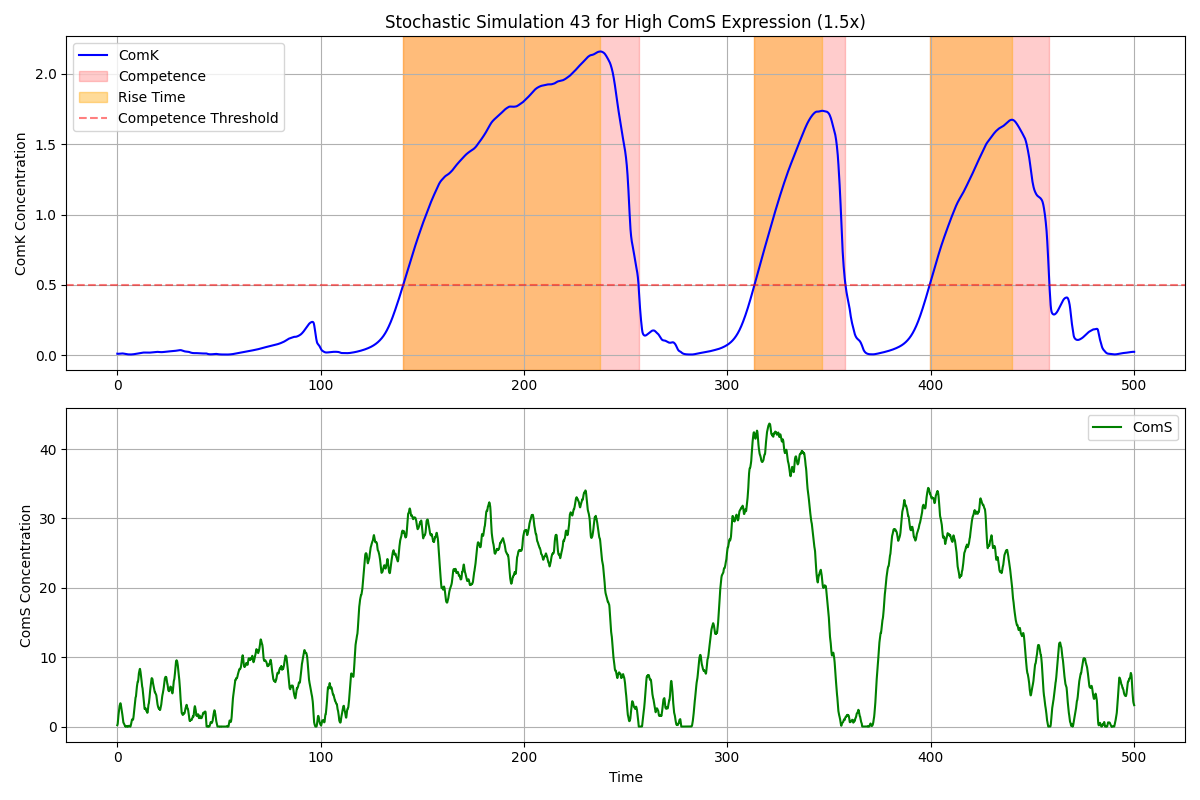 Stochastic Simulation 43 for High ComS Expression (1.5x)
ComK
Competence
Rise Time
Competence Threshold
ComK Concentration
2.0
1.5
1.0
0.5
0.0
0 100 200 300 400 500
ComS
ComS Concentration
40
30
20
10
0
0 100 200 300 400 500
Time